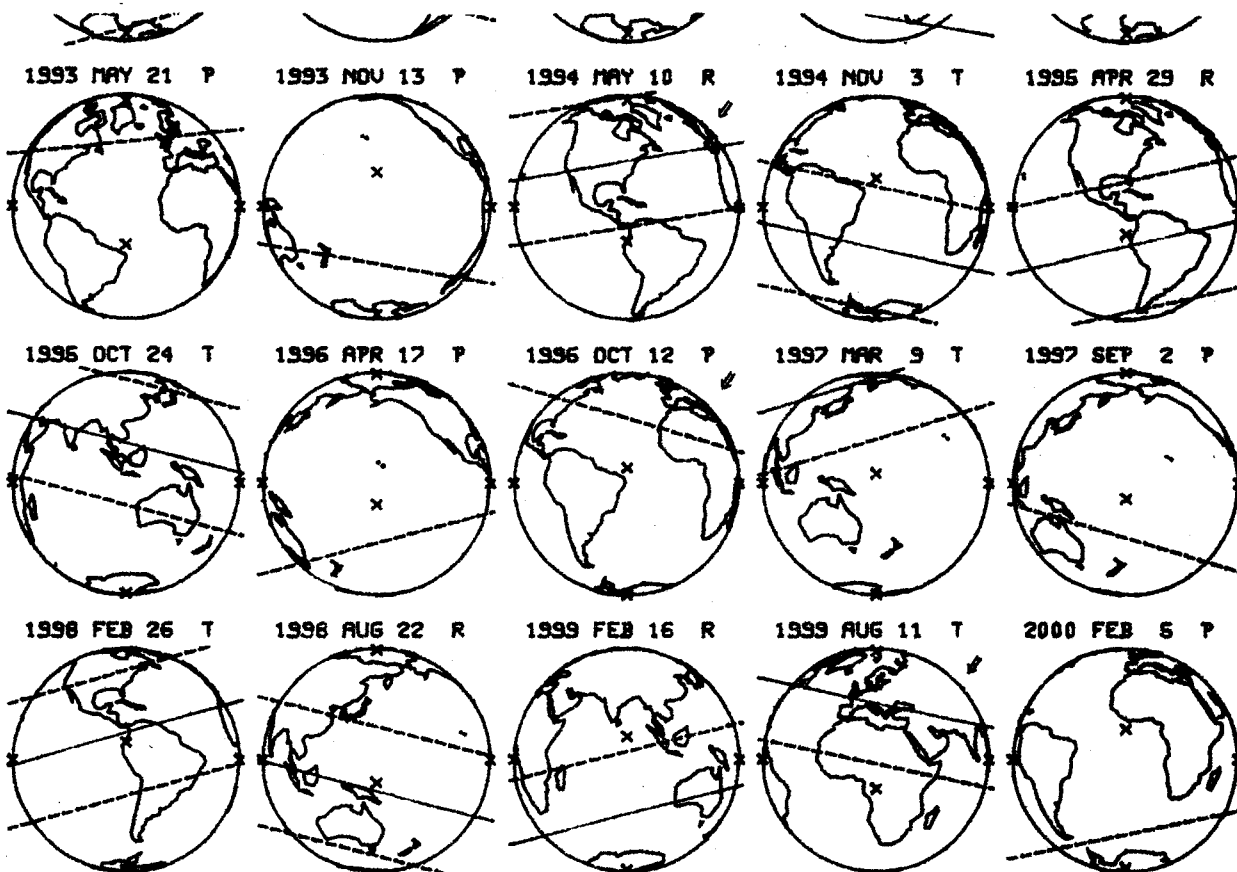 1993 MAY 21 P
1993 NOV 13 P
1994 MAY 10 R
1994 NOV 3 T
1995 APR 29 R
1995 OCT 24 T
1996 APR 17 P
1996 OCT 12 P
1997 MAR 9 T
1997 SEP 2 P
1998 FEB 26 T
1998 AUG 22 R
1999 FEB 16 R
1999 AUG 11 T
2000 FEB 5 P